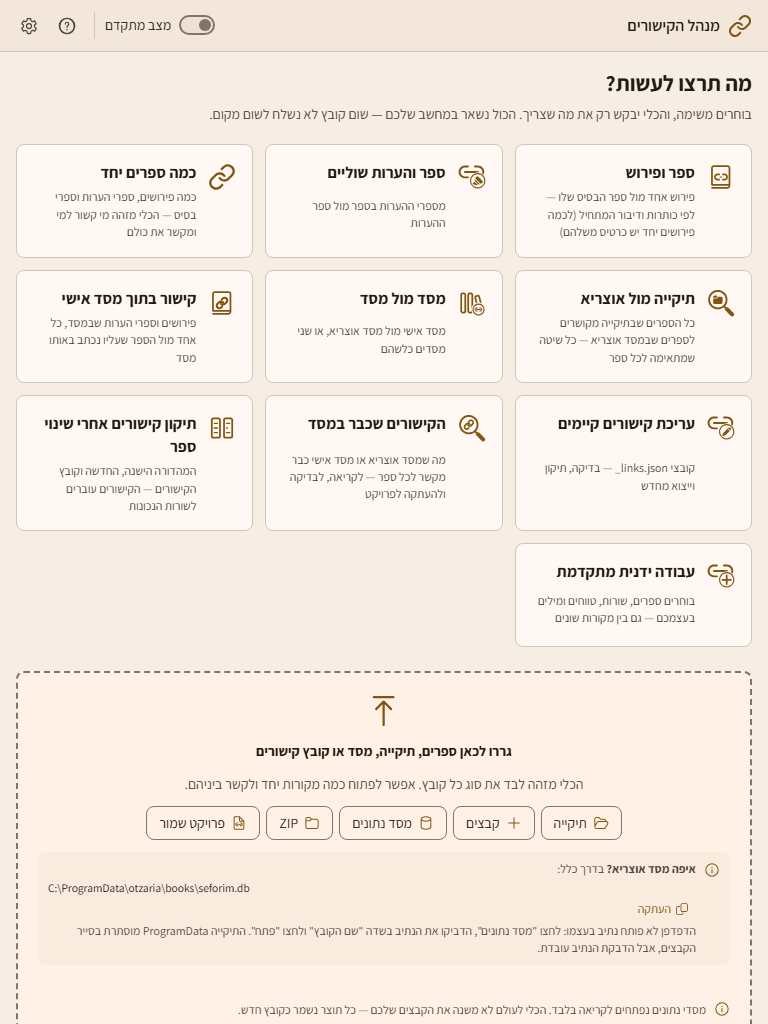 מנהל הקישורים
מצב מתקדם
מה תרצו לעשות?
בוחרים משימה, והכלי יבקש רק את מה שצריך. הכול נשאר במחשב שלכם — שום קובץ לא נשלח לשום מקום.
ספר ופירוש
פירוש אחד מול ספר הבסיס שלו —
לפי כותרות ודיבור המתחיל (לכמה
פירושים יחד יש כרטיס משלהם)
ספר והערות שוליים
מספרי ההערות בספר מול ספר
ההערות
כמה ספרים יחד
כמה פירושים, ספרי הערות וספרי
בסיס — הכלי מזהה מי קשור למי
ומקשר את כולם
תיקייה מול אוצריא
כל הספרים שבתיקייה מקושרים
לספרים שבמסד אוצריא — כל שיטה
שמתאימה לכל ספר
מסד מול מסד
מסד אישי מול מסד אוצריא, או שני
מסדים כלשהם
קישור בתוך מסד אישי
פירושים וספרי הערות שבמסד, כל
אחד מול הספר שעליו נכתב באותו
מסד
עריכת קישורים קיימים
קובצי links.json_ — בדיקה, תיקון
וייצוא מחדש
הקישורים שכבר במסד
מה שמסד אוצריא או מסד אישי כבר
מקשר לכל ספר — לקריאה, לבדיקה
ולהעתקה לפרויקט
תיקון קישורים אחרי שינוי
ספר
המהדורה הישנה, החדשה וקובץ
הקישורים — הקישורים עוברים
לשורות הנכונות
עבודה ידנית מתקדמת
בוחרים ספרים, שורות, טווחים ומילים
בעצמכם — גם בין מקורות שונים
גררו לכאן ספרים, תיקייה, מסד או קובץ קישורים
הכלי מזהה לבד את סוג כל קובץ. אפשר לפתוח כמה מקורות יחד ולקשר ביניהם.
תיקייה
קבצים
מסד נתונים
ZIP
פרויקט שמור
איפה מסד אוצריא? בדרך כלל:
C:\ProgramData\otzaria\books\seforim.db
העתקה
הדפדפן לא פותח נתיב בעצמו: לחצו "מסד נתונים", הדביקו את הנתיב בשדה "שם הקובץ" ולחצו "פתח". התיקייה ProgramData מוסתרת בסייר
הקבצים, אבל הדבקת הנתיב עובדת.
מסדי נתונים נפתחים לקריאה בלבד. הכלי לעולם לא משנה את הקבצים שלכם — כל תוצר נשמר כקובץ חדש.